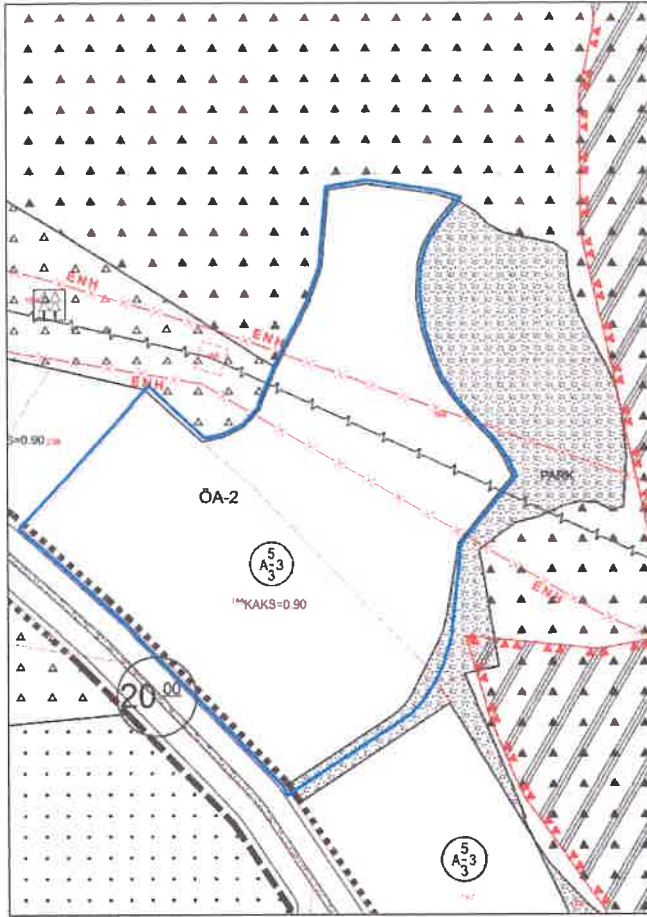 ENH
ENH
ENH
S=0.90
PARK
ÖA-2
5
A-3
3
KAKS=0.90
ENH
20.00
5
A-3
3